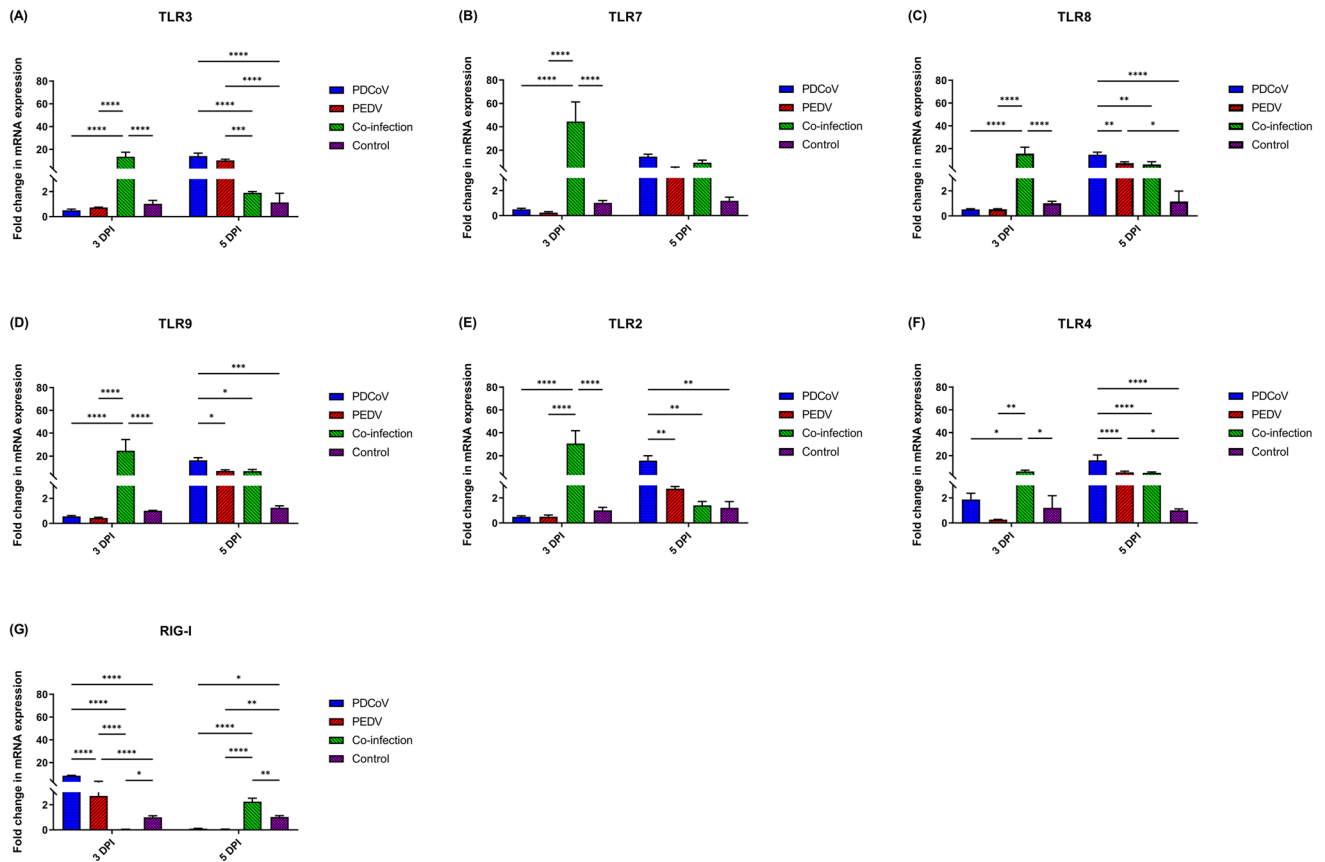 (A) TLR3
Fold change in mRNA expression
80
60
40
20
2
0
**** **** ****
**** **** **** ***
3 DPI 5 DPI
PDCoV
PEDV
Co-infection
Control
(B) TLR7
Fold change in mRNA expression
80
60
40
20
2
0
****
**** ****
3 DPI 5 DPI
PDCoV
PEDV
Co-infection
Control
(C) TLR8
Fold change in mRNA expression
80
60
40
20
2
0
****
**** ****
****
**
** *
3 DPI 5 DPI
PDCoV
PEDV
Co-infection
Control
(D) TLR9
Fold change in mRNA expression
80
60
40
20
2
0
****
**** ****
***
*
*
3 DPI 5 DPI
PDCoV
PEDV
Co-infection
Control
(E) TLR2
Fold change in mRNA expression
80
60
40
20
2
0
**** ****
****
**
**
**
3 DPI 5 DPI
PDCoV
PEDV
Co-infection
Control
(F) TLR4
Fold change in mRNA expression
80
60
40
20
2
0
**
* *
****
****
**** *
3 DPI 5 DPI
PDCoV
PEDV
Co-infection
Control
(G) RIG-I
Fold change in mRNA expression
80
60
40
20
2
0
****
****
****
**** ****
*
*
**
****
****
**
3 DPI 5 DPI
PDCoV
PEDV
Co-infection
Control